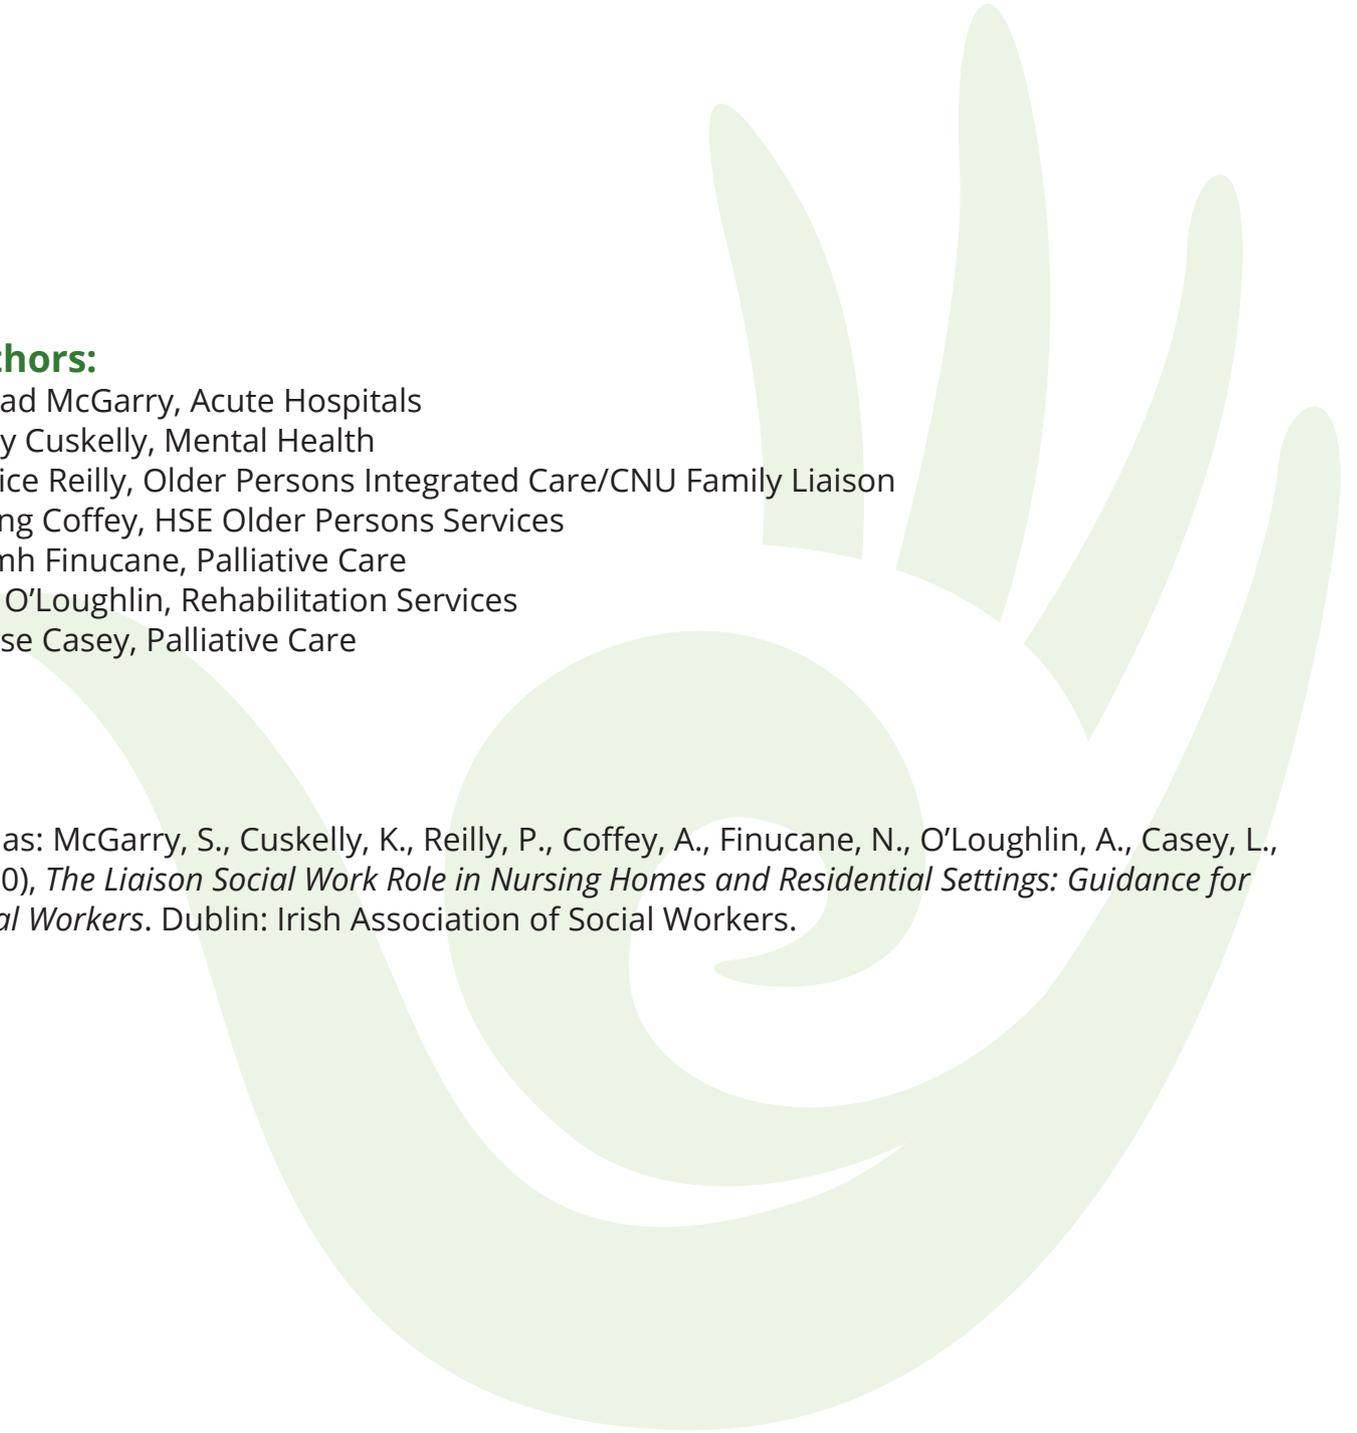 thors:
ad McGarry, Acute Hospitals
y Cuskelly, Mental Health
ice Reilly, Older Persons Integrated Care/CNU Family Liaison
ng Coffey, HSE Older Persons Services
mh Finucane, Palliative Care
O’Loughlin, Rehabilitation Services
se Casey, Palliative Care
as: McGarry, S., Cuskelly, K., Reilly, P., Coffey, A., Finucane, N., O’Loughlin, A., Casey, L.,
0), The Liaison Social Work Role in Nursing Homes and Residential Settings: Guidance for
al Workers. Dublin: Irish Association of Social Workers.